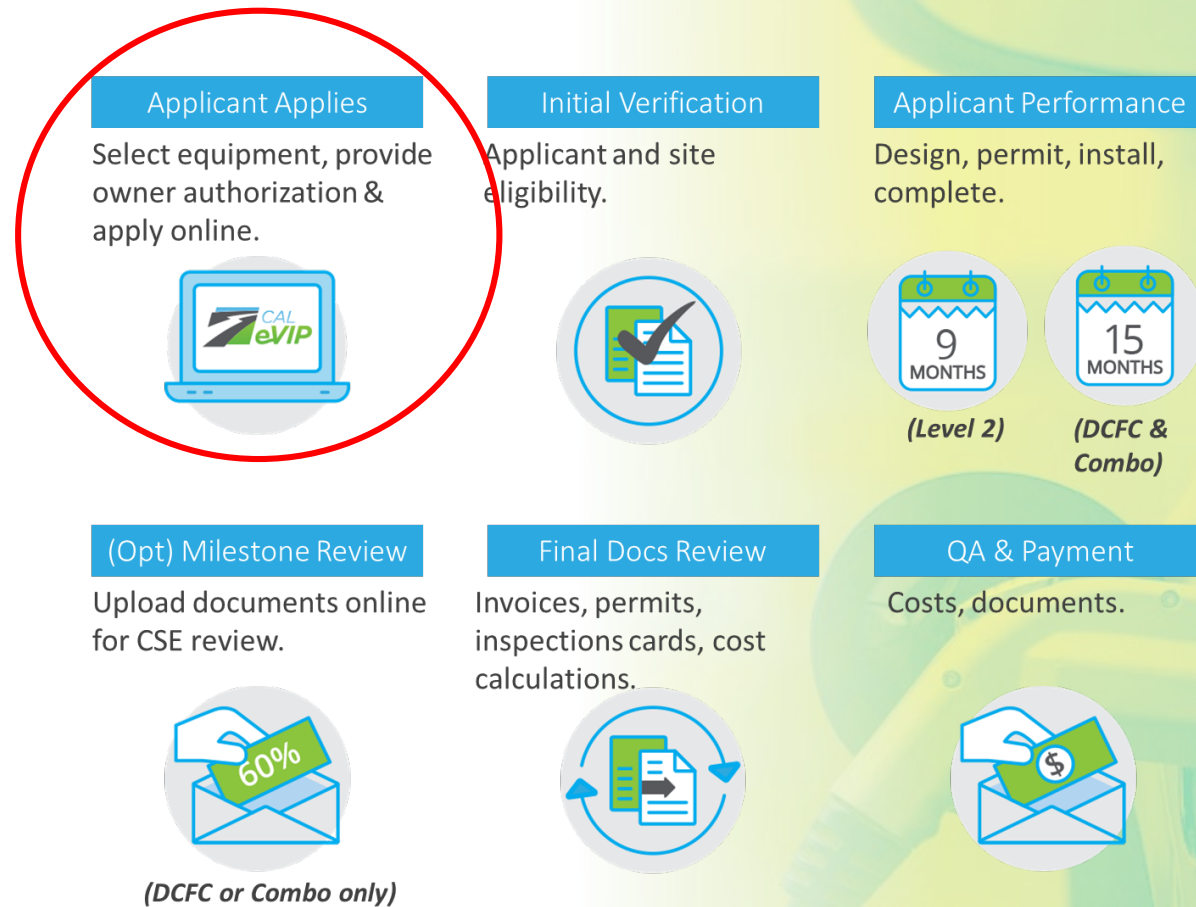 Applicant Applies
Select equipment, provide
owner authorization &
apply online.
CAL
eVIP
Initial Verification
Applicant and site
eligibility.
Applicant Performance
Design, permit, install,
complete.
9
MONTHS
(Level 2)
15
MONTHS
(DCFC &
Combo)
(Opt) Milestone Review
Upload documents online
for CSE review.
60%
(DCFC or Combo only)
Final Docs Review
Invoices, permits,
inspections cards, cost
calculations.
QA & Payment
Costs, documents.
$